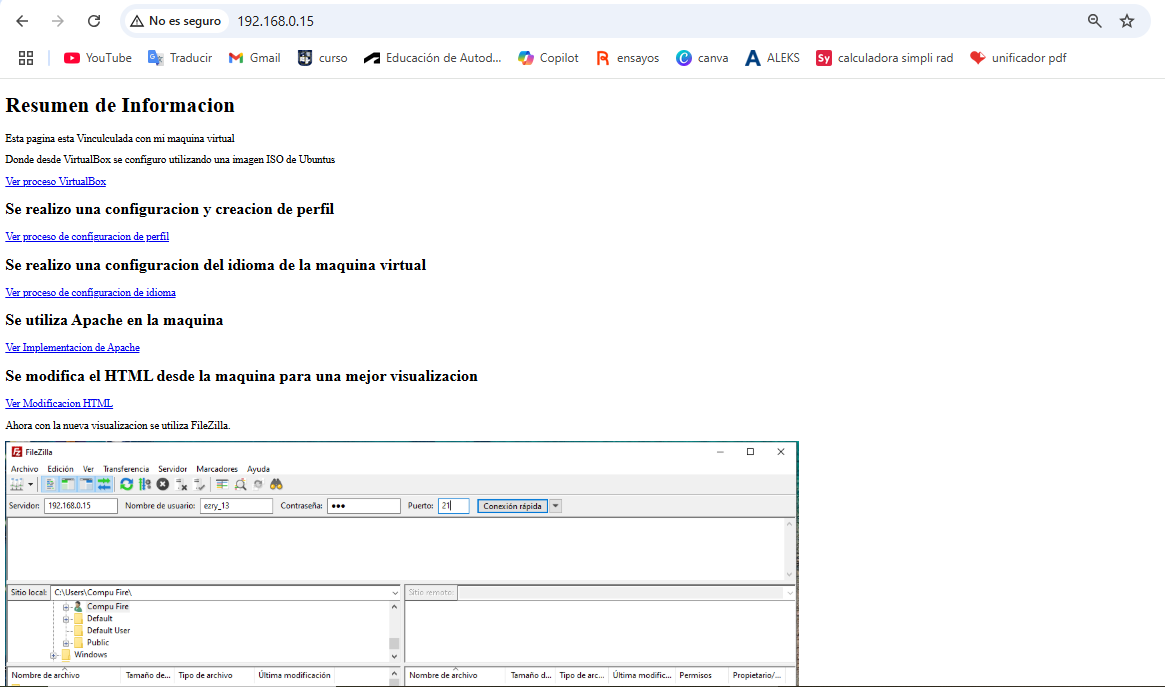 No es seguro 192.168.0.15
YouTube Traducir Gmail curso Educación de Autod... Copilot ensayos canva ALEKS Sy calculadora simpli rad unificador pdf
Resumen de Informacion
Esta pagina esta Vinculculada con mi maquina virtual
Donde desde VirtualBox se configuro utilizando una imagen ISO de Ubuntus
Ver proceso VirtualBox
Se realizo una configuracion y creacion de perfil
Ver proceso de configuracion de perfil
Se realizo una configuracion del idioma de la maquina virtual
Ver proceso de configuracion de idioma
Se utiliza Apache en la maquina
Ver Implementacion de Apache
Se modifica el HTML desde la maquina para una mejor visualizacion
Ver Modificacion HTML
Ahora con la nueva visualizacion se utiliza FileZilla.
FileZilla
Archivo Edición Ver Transferencia Servidor Marcadores Ayuda
Servidor: 192.168.0.15 Nombre de usuario: ezry_13 Contraseña: ●●● Puerto: 21 Conexión rápida
Sitio local: C:\Users\Compu Fire\ Sitio remoto:
Compu Fire
Default
Default User
Public
Windows
Nombre de archivo Tamaño de... Tipo de archivo Última modificación Nombre de archivo Tamaño d... Tipo de arc... Última modific... Permisos Propietario/...